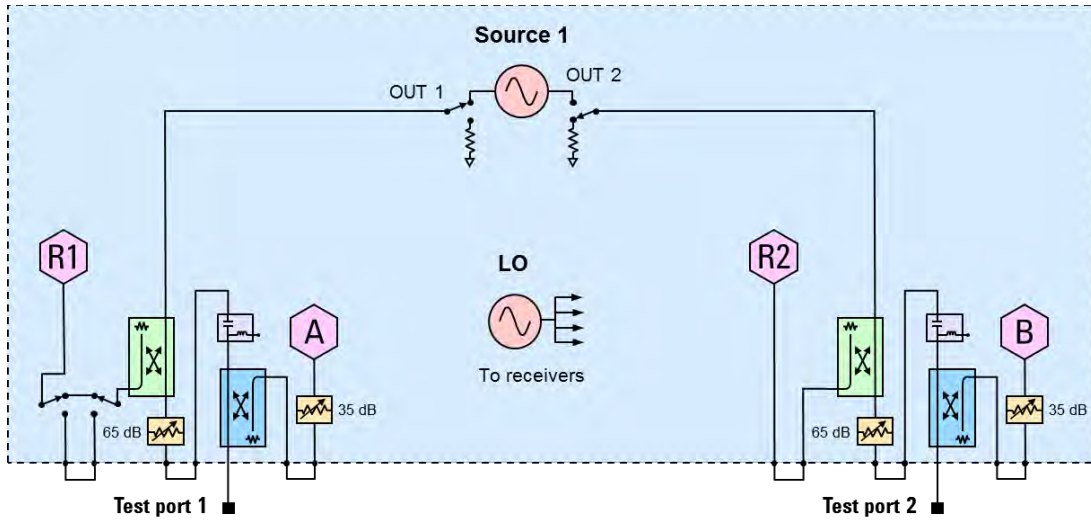 Source 1
OUT 1
OUT 2
R1
R2
LO
A
B
To receivers
65 dB
35 dB
65 dB
35 dB
Test port 1
Test port 2